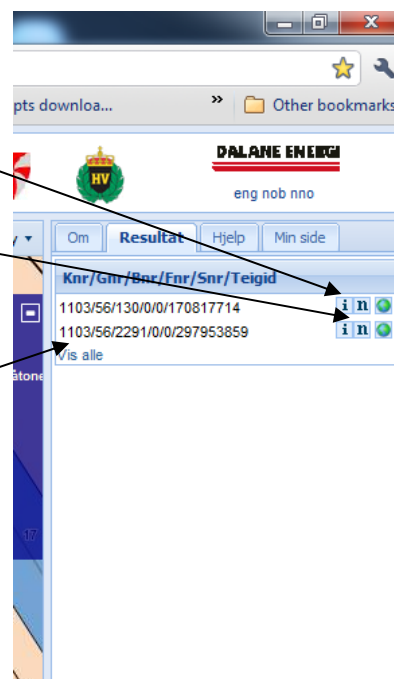 pts downloa...
» Other bookmarks
HV
DALANE ENERGI
eng nob nno
Om Resultat Hjelp Min side
Knr/Gnr/Bnr/Fnr/Snr/Teigid
1103/56/130/0/0/170817714 i n
1103/56/2291/0/0/297953859 i n
Vis alle
åtone
17